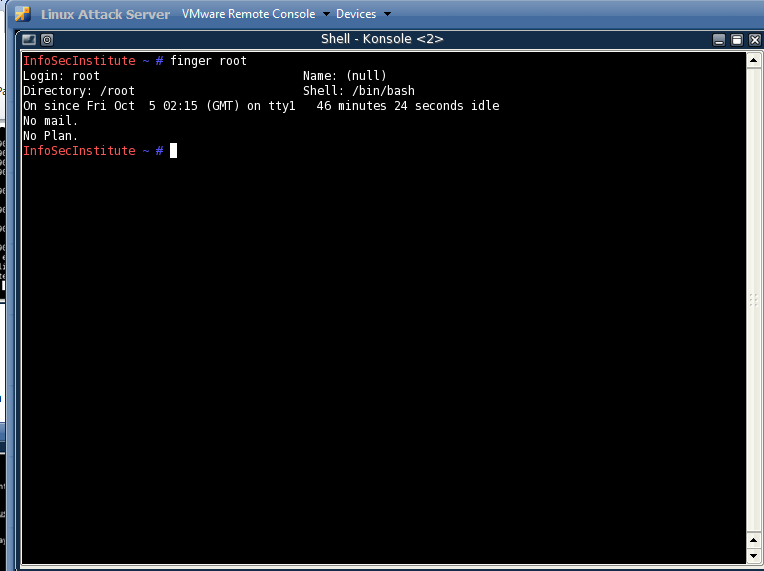 Linux Attack Server VMware Remote Console Devices
Shell - Konsole <2>
InfoSecInstitute ~ # finger root
Login: root Name: (null)
Directory: /root Shell: /bin/bash
On since Fri Oct  5 02:15 (GMT) on tty1   46 minutes 24 seconds idle
No mail.
No Plan.
InfoSecInstitute ~ #